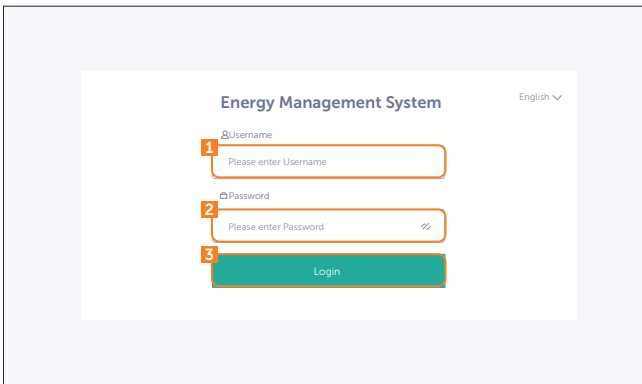 Energy Management System
English
Username
1
Please enter Username
Password
2
Please enter Password
3
Login